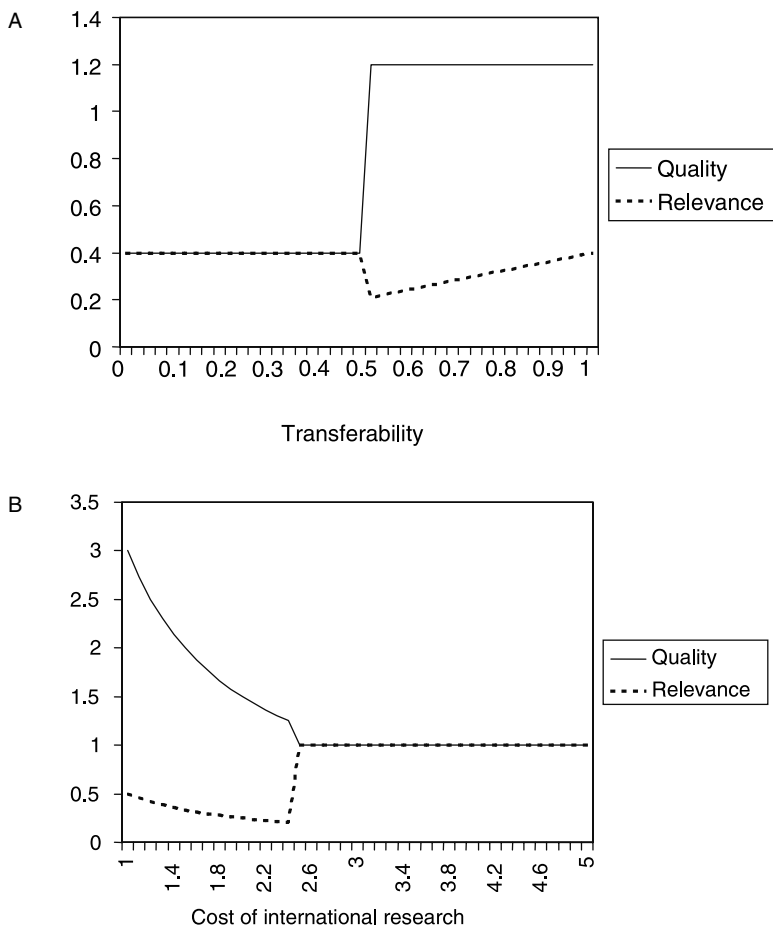 A
1.4
1.2
1
0.8
0.6
0.4
0.2
0
0 0.1 0.2 0.3 0.4 0.5 0.6 0.7 0.8 0.9 1
Transferability
Quality
Relevance
B
3.5
3
2.5
2
1.5
1
0.5
0
1 1.4 1.8 2.2 2.6 3 3.4 3.8 4.2 4.6 5
Cost of international research
Quality
Relevance